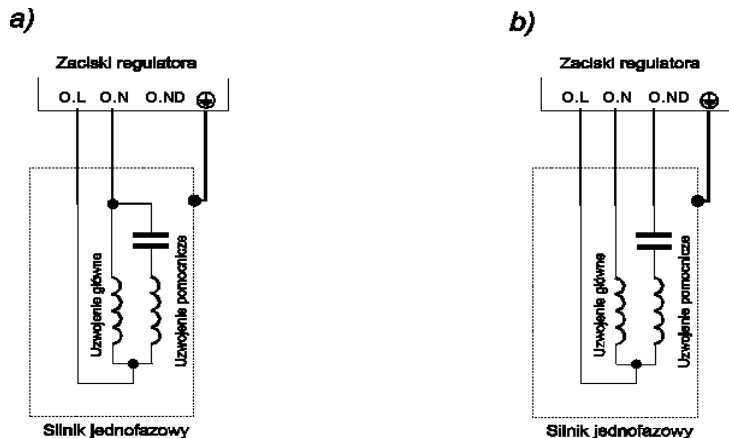 a)
Zaciski regulatora
O.L O.N O.ND
Uzwojenie główne
Uzwojenie pomocnicze
Silnik jednofazowy
b)
Zaciski regulatora
O.L O.N O.ND
Uzwojenie główne
Uzwojenie pomocnicze
Silnik jednofazowy